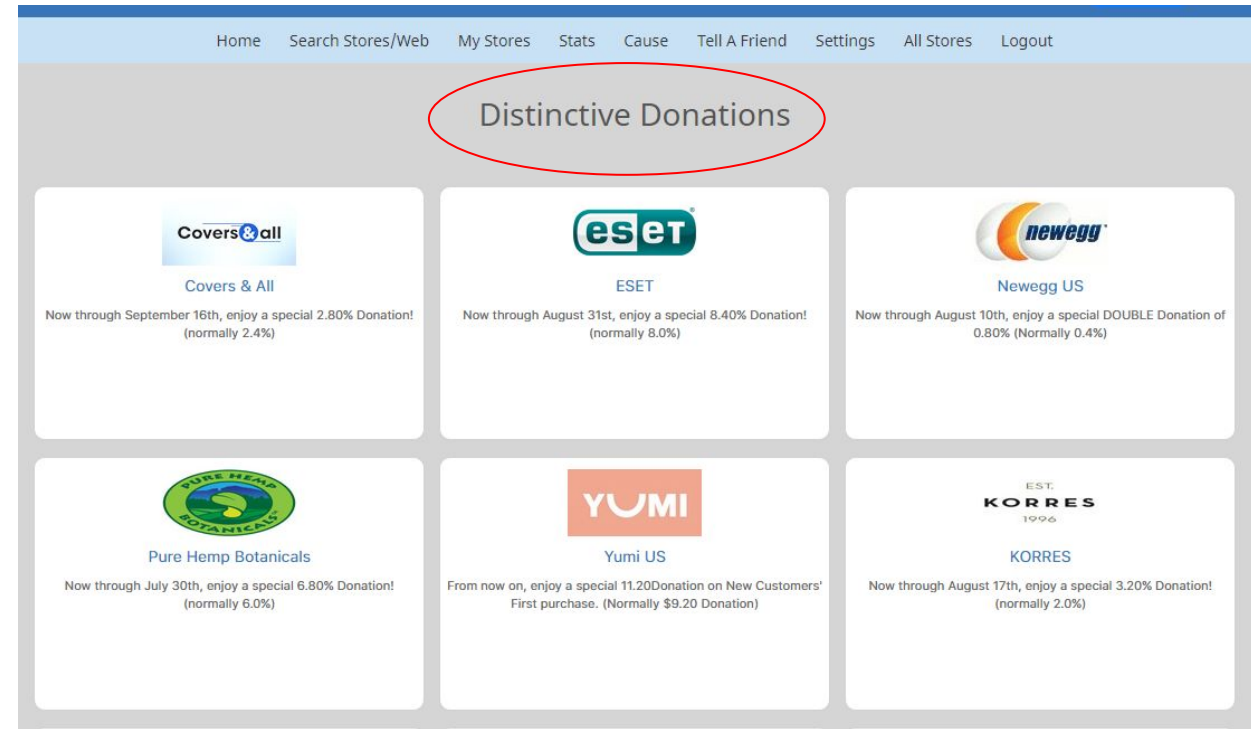 Home Search Stores/Web My Stores Stats Cause Tell A Friend Settings All Stores Logout
Distinctive Donations
Covers&all
Covers & All
Now through September 16th, enjoy a special 2.80% Donation!
(normally 2.4%)
eset
ESET
Now through August 31st, enjoy a special 8.40% Donation!
(normally 8.0%)
newegg
Newegg US
Now through August 10th, enjoy a special DOUBLE Donation of
0.80% (Normally 0.4%)
PURE HEMP
BOTANICALS
Pure Hemp Botanicals
Now through July 30th, enjoy a special 6.80% Donation!
(normally 6.0%)
YUMI
Yumi US
From now on, enjoy a special 11.20Donation on New Customers'
First purchase. (Normally $9.20 Donation)
EST.
KORRES
1996
KORRES
Now through August 17th, enjoy a special 3.20% Donation!
(normally 2.0%)